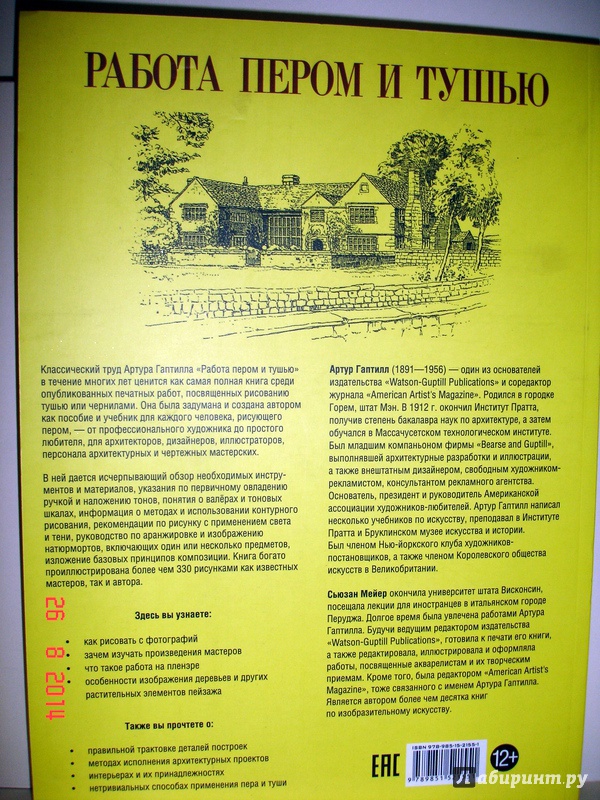 РАБОТА ПЕРОМ И ТУШЬЮ
Классический труд Артура Гаптилла «Работа пером и тушью»
в течение многих лет ценится как самая полная книга среди
опубликованных печатных работ, посвященных рисованию
тушью или чернилами. Она была задумана и создана автором
как пособие и учебник для каждого человека, рисующего
пером, — от профессионального художника до простого
любителя, для архитекторов, дизайнеров, иллюстраторов,
персонала архитектурных и чертежных мастерских.
В ней дается исчерпывающий обзор необходимых инстру-
ментов и материалов, указания по первичному овладению
ручкой и наложению тонов, понятия о валёрах и тоновых
шкалах, информация о методах и использовании контурного
рисования, рекомендации по рисунку с применением света
и тени, руководство по аранжировке и изображению
натюрмортов, включающих один или несколько предметов,
изложение базовых принципов композиции. Книга богато
проиллюстрирована более чем 330 рисунками как известных
мастеров, так и автора.
Здесь вы узнаете:
• как рисовать с фотографий
• зачем изучать произведения мастеров
• что такое работа на пленэре
• особенности изображения деревьев и других
растительных элементов пейзажа
Также вы прочтете о:
• правильной трактовке деталей построек
• методах исполнения архитектурных проектов
• интерьерах и их принадлежностях
• нетривиальных способах применения пера и туши
Артур Гаптилл (1891—1956) — один из основателей
издательства «Watson-Guptill Publications» и соредактор
журнала «American Artist's Magazine». Родился в городке
Горем, штат Мэн. В 1912 г. окончил Институт Пратта,
получив степень бакалавра наук по архитектуре, а затем
обучался в Массачусетском технологическом институте.
Был младшим компаньоном фирмы «Bearse and Guptill»,
выполнявшей архитектурные разработки и иллюстрации,
а также внештатным дизайнером, свободным художником-
рекламистом, консультантом рекламного агентства.
Основатель, президент и руководитель Американской
ассоциации художников-любителей. Артур Гаптилл написал
несколько учебников по искусству, преподавал в Институте
Пратта и Бруклинском музее искусства и истории.
Был членом Нью-йоркского клуба художников-
постановщиков, а также членом Королевского общества
искусств в Великобритании.
Сьюзан Мейер окончила университет штата Висконсин,
посещала лекции для иностранцев в итальянском городе
Перуджа. Долгое время была увлечена работами Артура
Гаптилла. Будучи ведущим редактором издательства
«Watson-Guptill Publications», готовила к печати его книги,
а также редактировала, иллюстрировала и оформляла
работы, посвященные акварелистам и их творческим
приемам. Кроме того, была редактором «American Artist's
Magazine», тоже связанного с именем Артура Гаптилла.
Является автором более чем десятка книг
по изобразительному искусству.
ISBN 978-985-15-2155-1
EAC
12+
26 8 2014
Лабиринт.ру